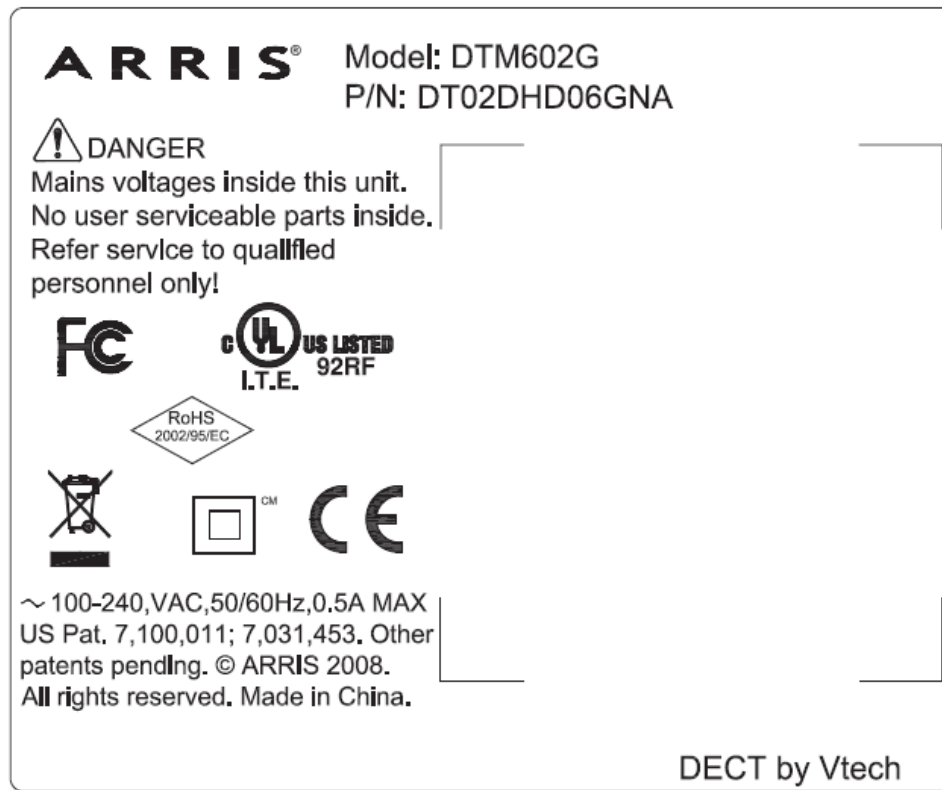 ARRIS®
Model: DTM602G
P/N: DT02DHD06GNA
DANGER
Mains voltages inside this unit.
No user serviceable parts inside.
Refer service to qualified
personnel only!
FC
C UL US LISTED
I.T.E. 92RF
RoHS
2002/95/EC
CM
CE
~ 100-240,VAC,50/60Hz,0.5A MAX
US Pat. 7,100,011; 7,031,453. Other
patents pending. © ARRIS 2008.
All rights reserved. Made in China.
DECT by Vtech